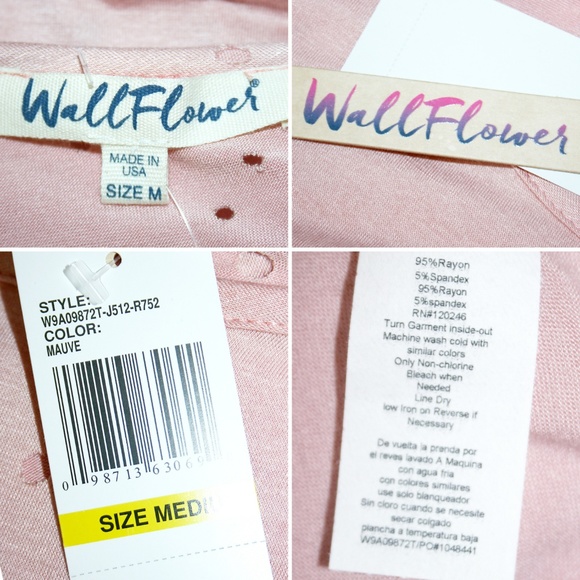 WallFlower®
MADE IN
USA
SIZE M
WallFlower
STYLE:
W9A09872T-J512-R752
COLOR:
MAUVE
0 98713 63069
SIZE MEDI
95%Rayon
5%Spandex
95%Rayon
5%spandex
RN#120246
Turn Garment inside-out
Machine wash cold with
similar colors
Only Non-chlorine
Bleach when
Needed
Line Dry
low Iron on Reverse if
Necessary
De vuelta la prenda por
el reves lavado A Maquina
con agua fria
con colores similares
use solo blanqueador
Sin cloro cuando se necesite
secar colgado
plancha a temperatura baja
W9A09872T/PO#1048441